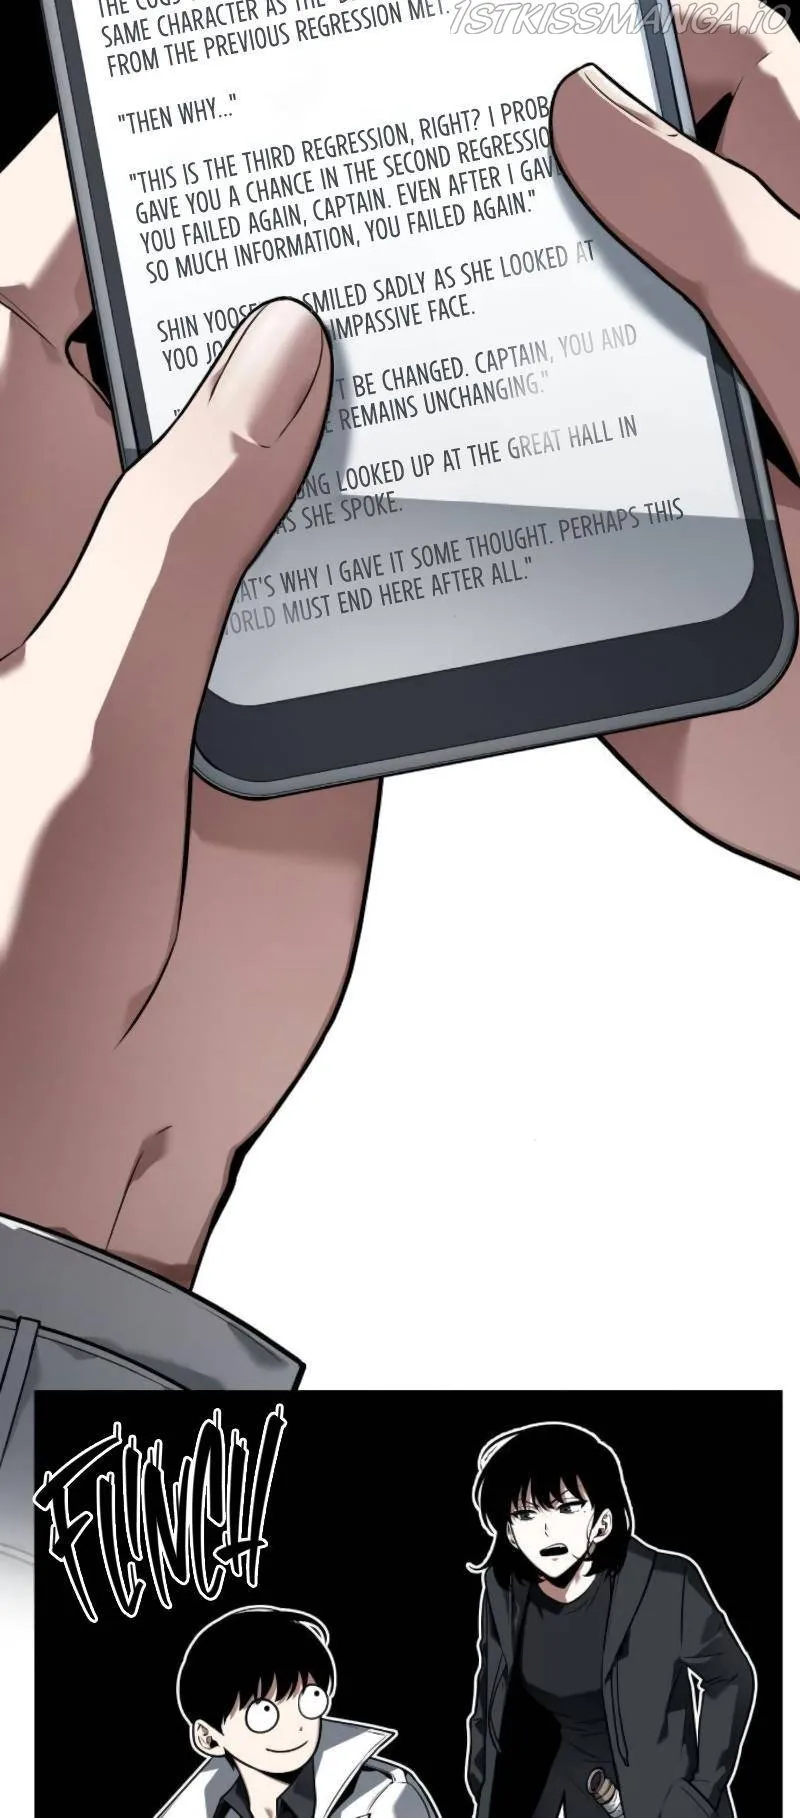 1STKISSMANGA.IO
THE COGS
SAME CHARACTER AS THE
FROM THE PREVIOUS REGRESSION MET.
"THEN WHY..."
"THIS IS THE THIRD REGRESSION, RIGHT? I PROB
GAVE YOU A CHANCE IN THE SECOND REGRESSIO
YOU FAILED AGAIN, CAPTAIN. EVEN AFTER I GAV
SO MUCH INFORMATION, YOU FAILED AGAIN."
SHIN YOOS SMILED SADLY AS SHE LOOKED AT
YOO JO IMPASSIVE FACE.
T BE CHANGED. CAPTAIN, YOU AND
E REMAINS UNCHANGING."
UNG LOOKED UP AT THE GREAT HALL IN
AS SHE SPOKE.
AT'S WHY I GAVE IT SOME THOUGHT. PERHAPS THIS
ORLD MUST END HERE AFTER ALL."
FLINCH